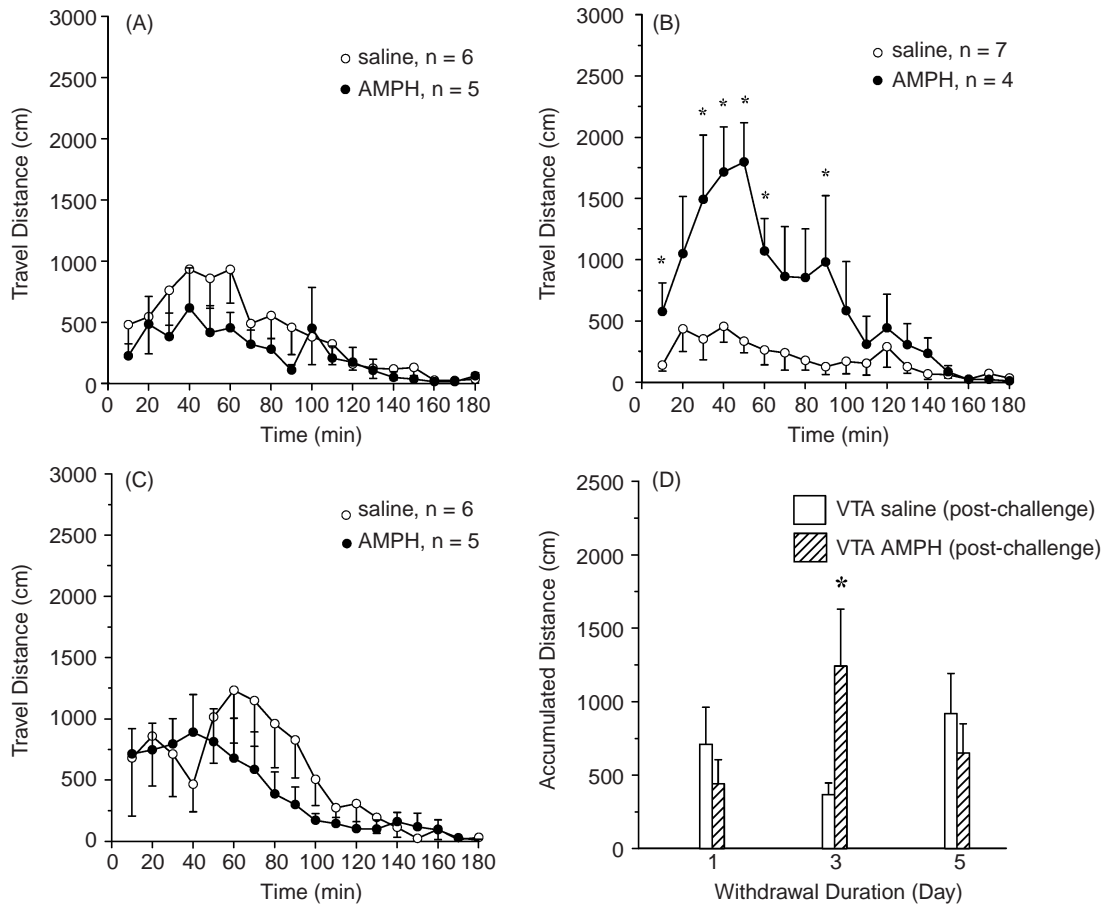 (A)
saline, n = 6
AMPH, n = 5
Travel Distance (cm)
3000
2500
2000
1500
1000
500
0
0 20 40 60 80 100 120 140 160 180
Time (min)
(B)
saline, n = 7
AMPH, n = 4
Travel Distance (cm)
3000
2500
2000
1500
1000
500
0
* * * * * *
0 20 40 60 80 100 120 140 160 180
Time (min)
(C)
saline, n = 6
AMPH, n = 5
Travel Distance (cm)
3000
2500
2000
1500
1000
500
0
0 20 40 60 80 100 120 140 160 180
Time (min)
(D)
VTA saline (post-challenge)
VTA AMPH (post-challenge)
Accumulated Distance (cm)
2500
2000
1500
1000
500
0
*
1 3 5
Withdrawal Duration (Day)